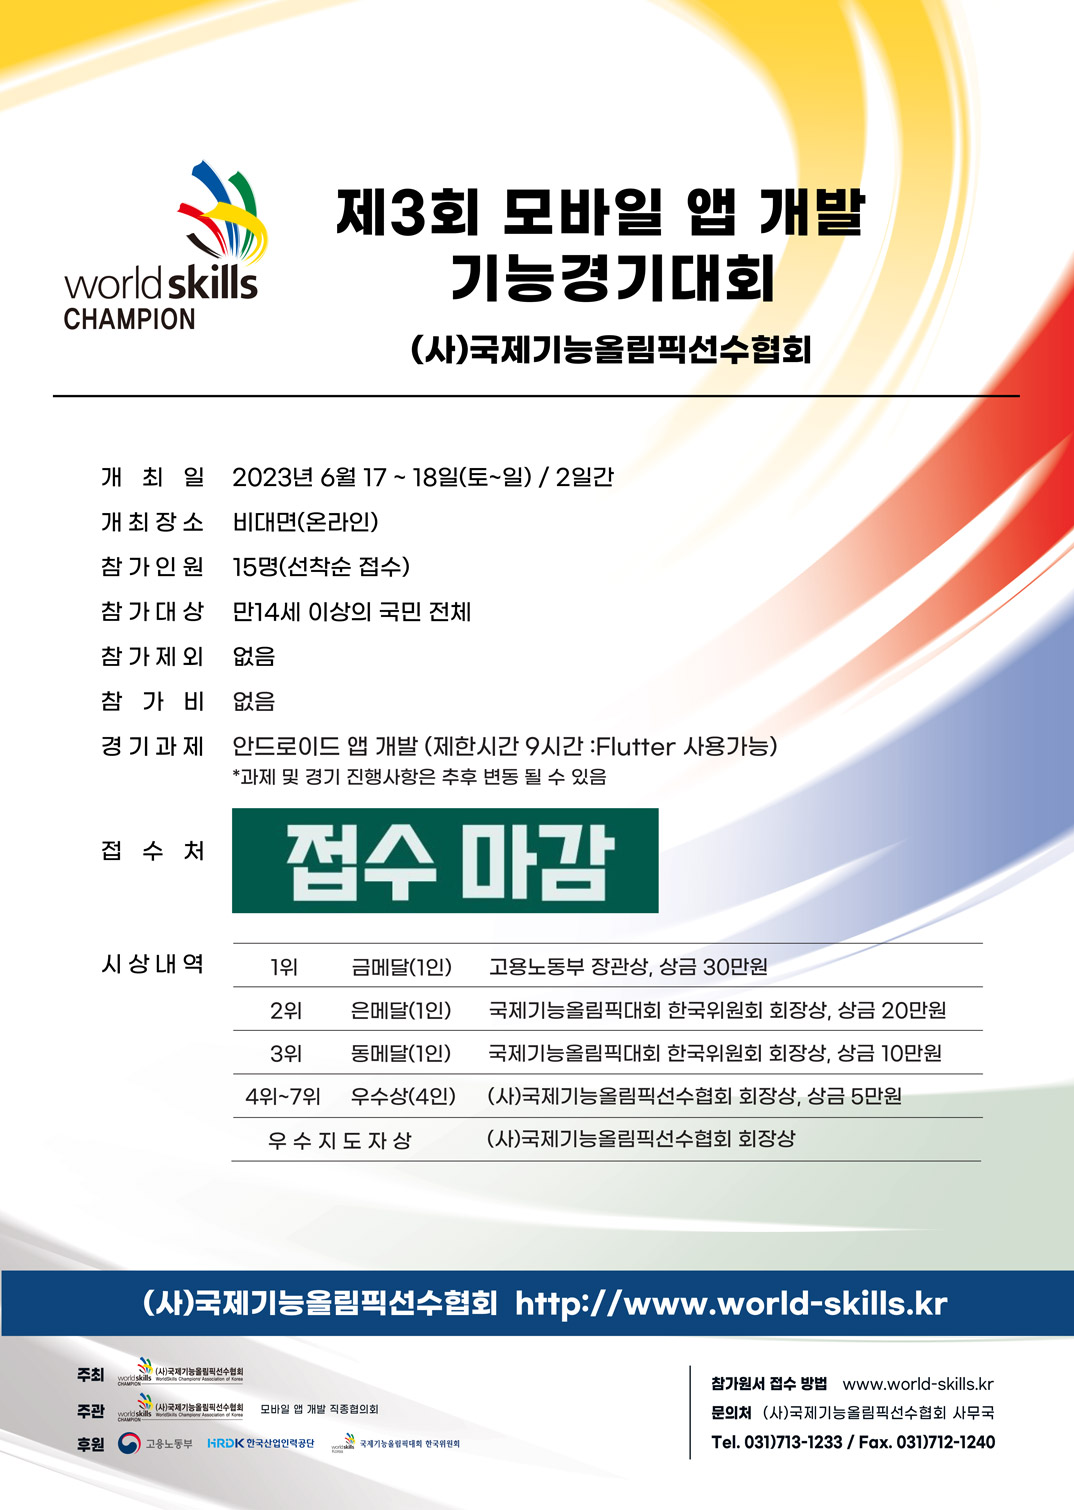 world skills
CHAMPION
제3회 모바일 앱 개발
기능경기대회
(사)국제기능올림픽선수협회
개최일 2023년 6월 17 ~ 18일(토~일) / 2일간
개최장소 비대면(온라인)
참가인원 15명(선착순 접수)
참가대상 만14세 이상의 국민 전체
참가제외 없음
참가비 없음
경기과제 안드로이드 앱 개발 (제한시간 9시간 :Flutter 사용가능)
*과제 및 경기 진행사항은 추후 변동 될 수 있음
접수처 접수 마감
시상내역
1위 금메달(1인) 고용노동부 장관상, 상금 30만원
2위 은메달(1인) 국제기능올림픽대회 한국위원회 회장상, 상금 20만원
3위 동메달(1인) 국제기능올림픽대회 한국위원회 회장상, 상금 10만원
4위~7위 우수상(4인) (사)국제기능올림픽선수협회 회장상, 상금 5만원
우수지도자상 (사)국제기능올림픽선수협회 회장상
(사)국제기능올림픽선수협회 http://www.world-skills.kr
주최 world skills CHAMPION (사)국제기능올림픽선수협회 WorldSkills Champions' Association of Korea
주관 world skills CHAMPION (사)국제기능올림픽선수협회 WorldSkills Champions' Association of Korea 모바일 앱 개발 직종협의회
후원 고용노동부 HRDK 한국산업인력공단 world skills Korea 국제기능올림픽대회 한국위원회
참가원서 접수 방법 www.world-skills.kr
문의처 (사)국제기능올림픽선수협회 사무국
Tel. 031)713-1233 / Fax. 031)712-1240